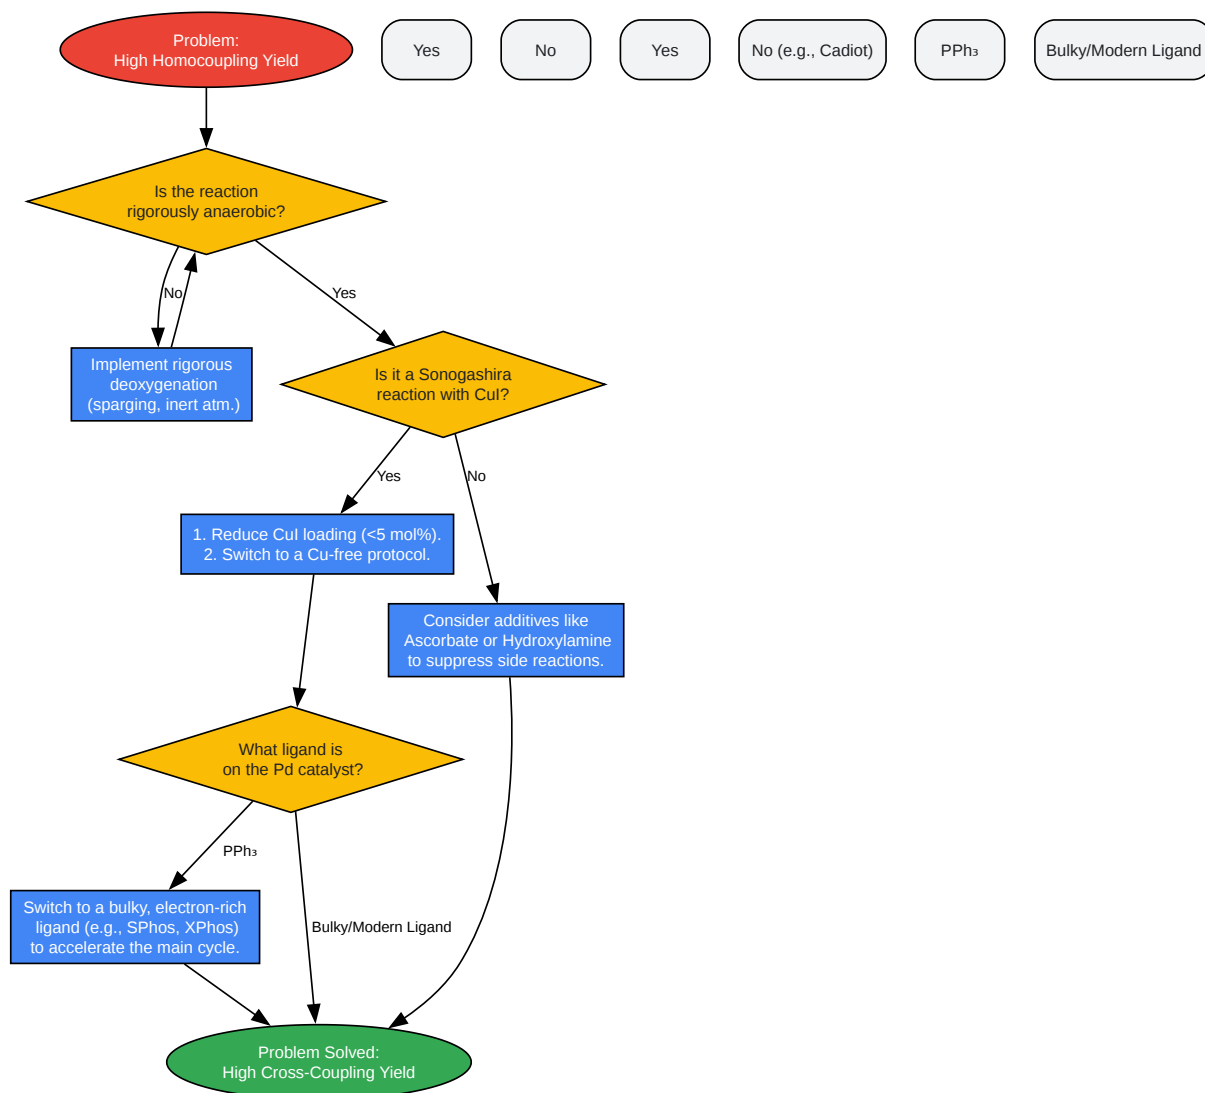 Problem:
High Homocoupling Yield
Yes
No
Yes
No (e.g., Cadiot)
PPh₃
Bulky/Modern Ligand
Is the reaction
rigorously anaerobic?
No
Yes
Implement rigorous
deoxygenation
(sparging, inert atm.)
Is it a Sonogashira
reaction with CuI?
Yes
No
1. Reduce CuI loading (<5 mol%).
2. Switch to a Cu-free protocol.
Consider additives like
Ascorbate or Hydroxylamine
to suppress side reactions.
What ligand is
on the Pd catalyst?
PPh₃
Bulky/Modern Ligand
Switch to a bulky, electron-rich
ligand (e.g., SPhos, XPhos)
to accelerate the main cycle.
Problem Solved:
High Cross-Coupling Yield